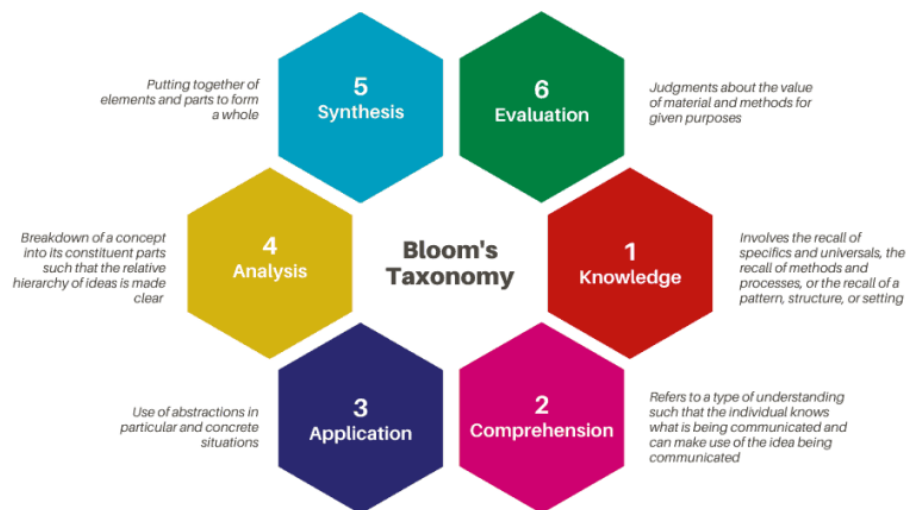 5
Synthesis
Putting together of
elements and parts to form
a whole
6
Evaluation
Judgments about the value
of material and methods for
given purposes
4
Analysis
Breakdown of a concept
into its constituent parts
such that the relative
hierarchy of ideas is made
clear
Bloom's
Taxonomy
1
Knowledge
Involves the recall of
specifics and universals, the
recall of methods and
processes, or the recall of a
pattern, structure, or setting
3
Application
Use of abstractions in
particular and concrete
situations
2
Comprehension
Refers to a type of understanding
such that the individual knows
what is being communicated and
can make use of the idea being
communicated